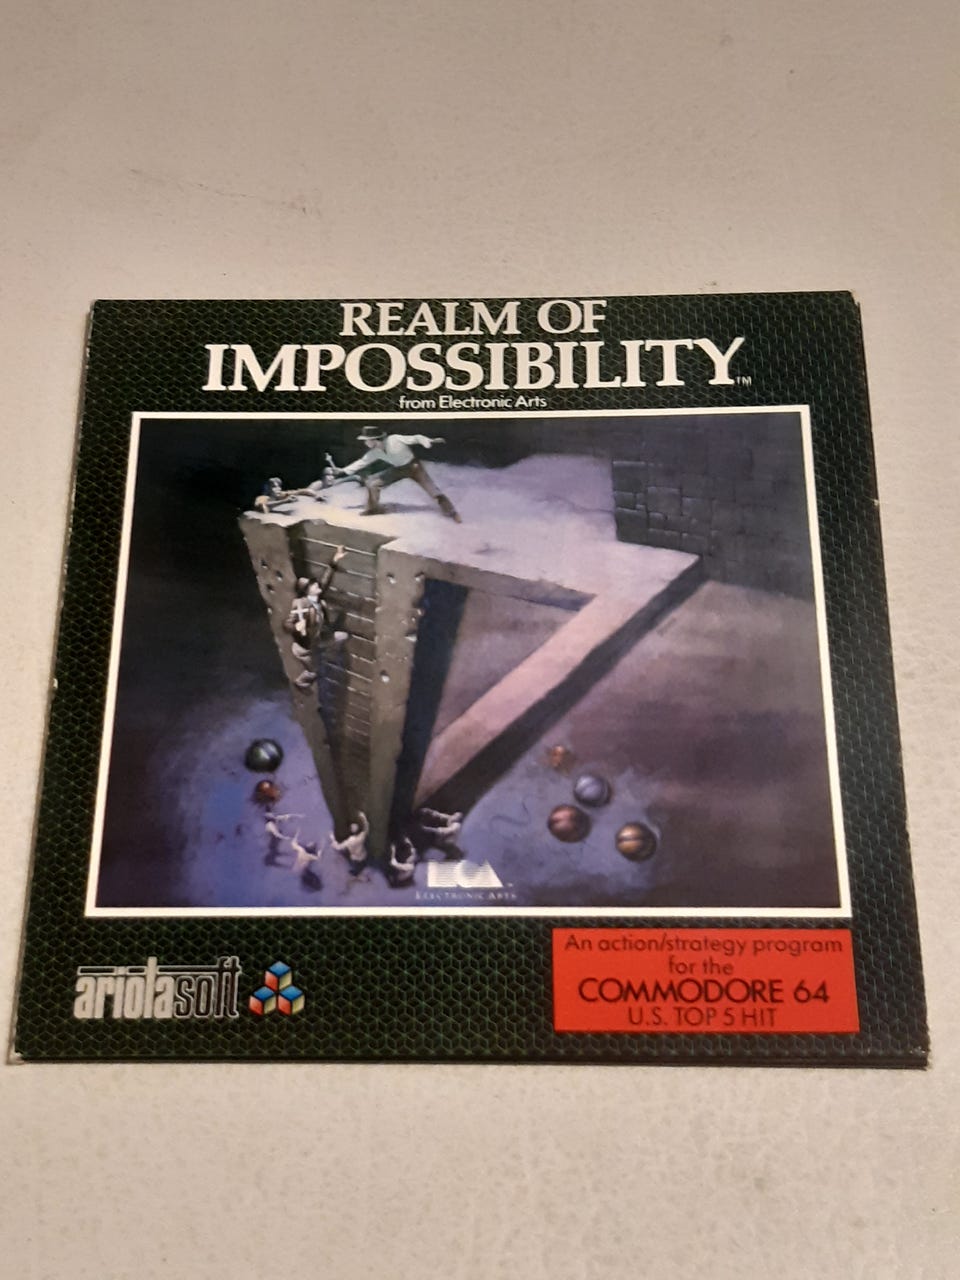 REALM OF
IMPOSSIBILITY™
from Electronic Arts
ELECTRONIC ARTS
ariolasoft
An action/strategy program
for the
COMMODORE 64
U.S. TOP 5 HIT